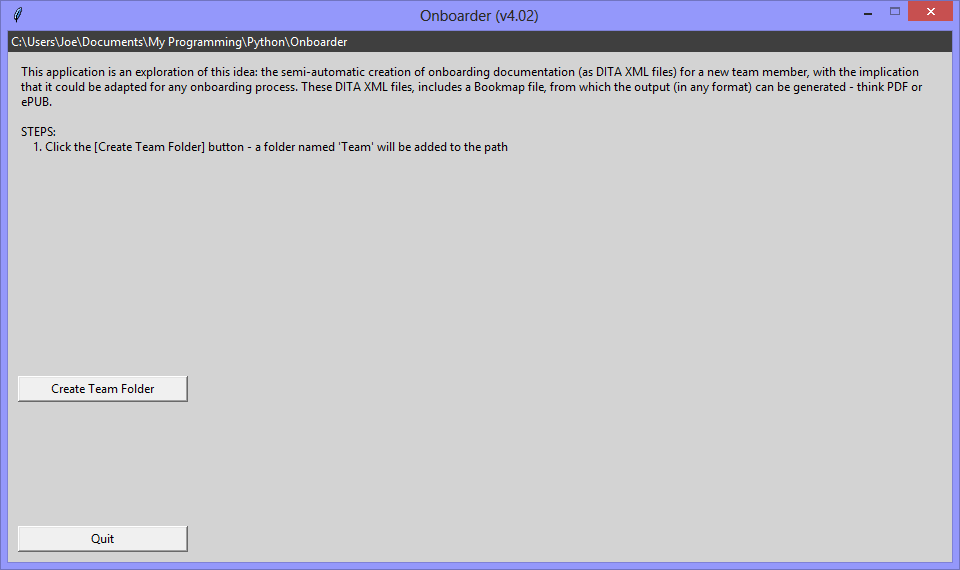 Onboarder (v4.02)
C:\Users\Joe\Documents\My Programming\Python\Onboarder
This application is an exploration of this idea: the semi-automatic creation of onboarding documentation (as DITA XML files) for a new team member, with the implication
that it could be adapted for any onboarding process. These DITA XML files, includes a Bookmap file, from which the output (in any format) can be generated - think PDF or
ePUB.
STEPS:
1. Click the [Create Team Folder] button - a folder named 'Team' will be added to the path
Create Team Folder
Quit